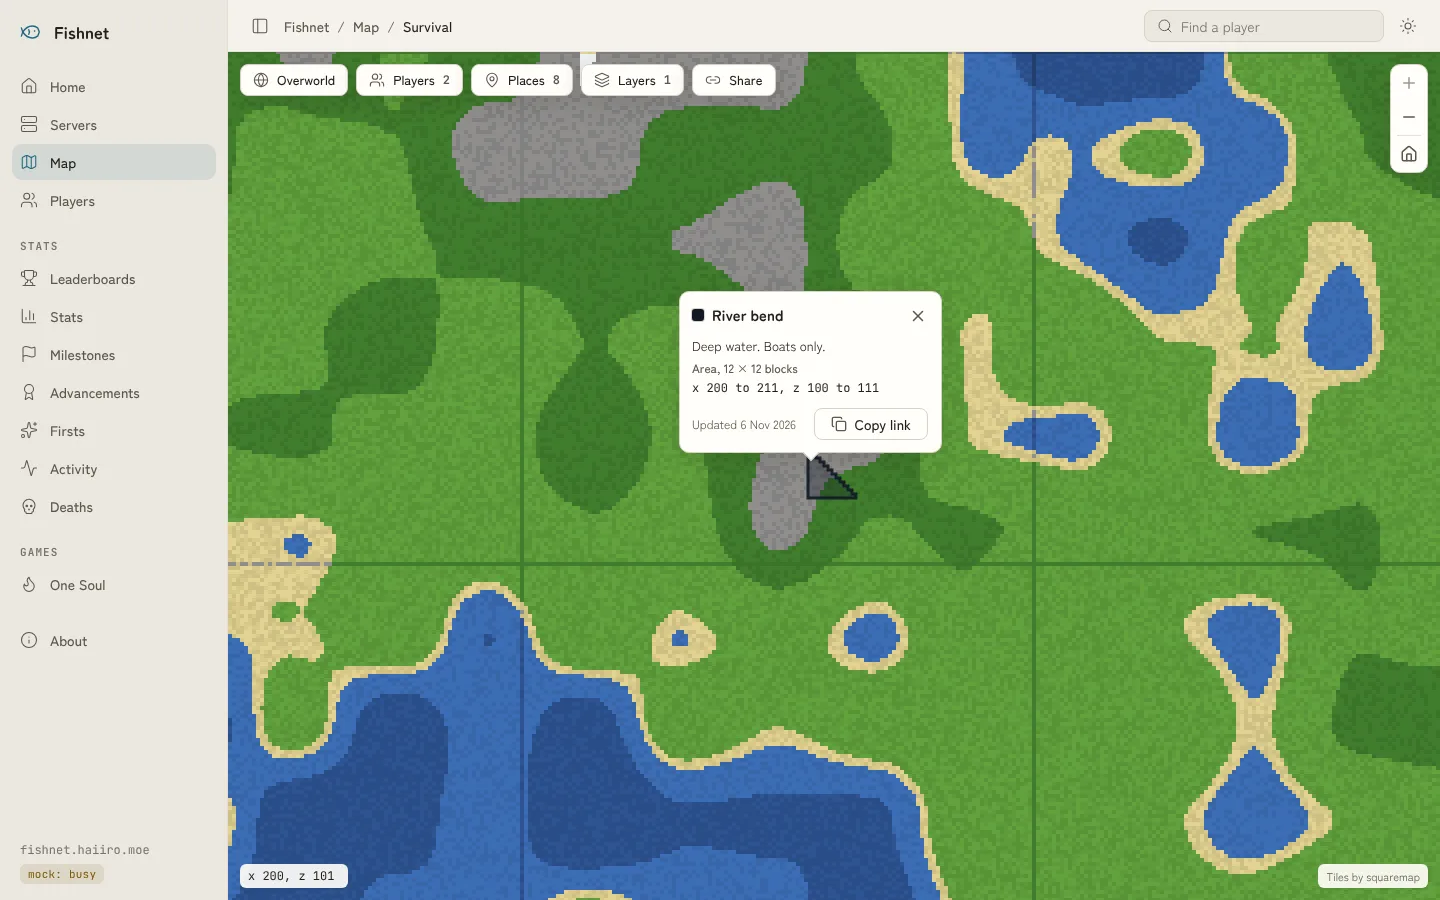 Fishnet
Fishnet / Map / Survival
Find a player
Home
Servers
Map
Players
STATS
Leaderboards
Stats
Milestones
Advancements
Firsts
Activity
Deaths
GAMES
One Soul
About
fishnet.haiiro.moe
mock: busy
Overworld
Players 2
Places 8
Layers 1
Share
River bend
Deep water. Boats only.
Area, 12 × 12 blocks
x 200 to 211, z 100 to 111
Updated 6 Nov 2026
Copy link
x 200, z 101
Tiles by squaremap